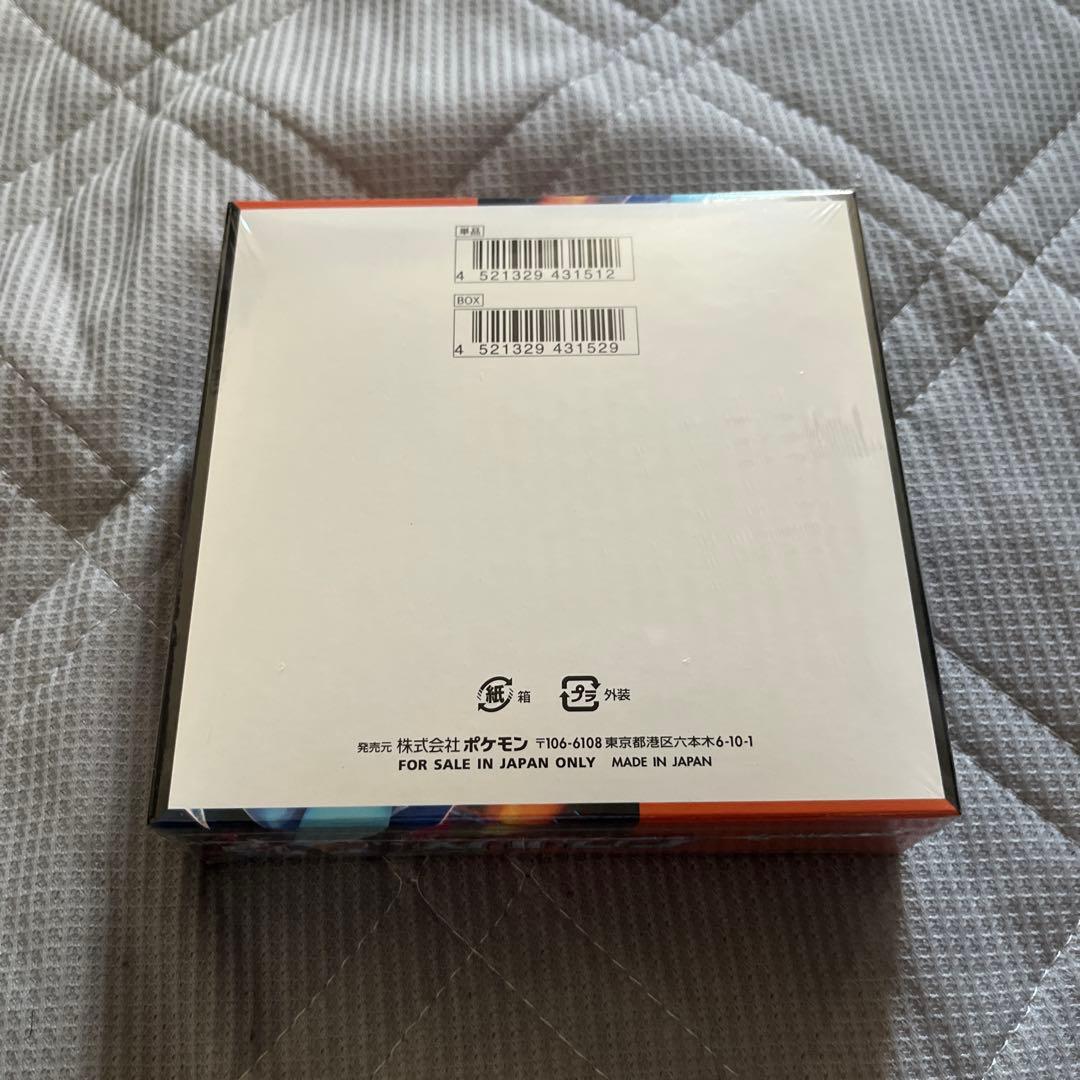 単品
4 521329 431512
BOX
4 521329 431529
紙 箱 プラ 外装
発売元 株式会社 ポケモン 〒106-6108 東京都港区六本木6-10-1
FOR SALE IN JAPAN ONLY MADE IN JAPAN